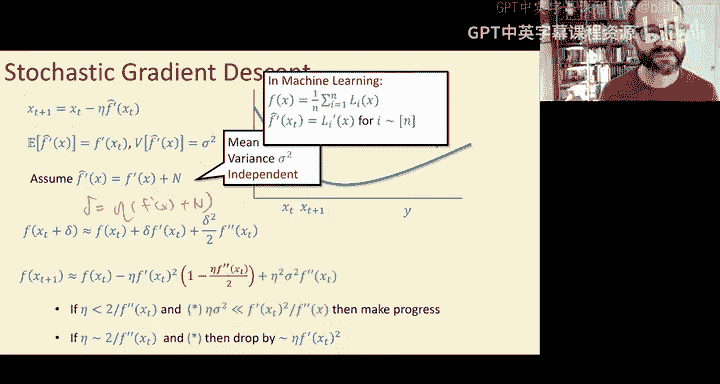 GPT中英字幕课程资源
Stochastic Gradient Descent
In Machine Learning:
f(x) = 1/n ∑_{i=1}^{n} L_i(x)
f̂′(x_t) = L_i′(x) for i ~ [n]
x_{t+1} = x_t − ηf̂′(x_t)
𝔼[f̂′(x)] = f′(x_t), V[f̂′(x)] = σ²
Mean
Variance σ²
Independent
Assume f̂′(x) = f′(x) + N
δ = η(f′(x) + N)
x_t x_{t+1} y
f(x_t + δ) ≈ f(x_t) + δf′(x_t) + δ²/2 f″(x_t)
f(x_{t+1}) ≈ f(x_t) − ηf′(x_t)² (1 − ηf″(x_t)/2) + η²σ²f″(x_t)
• If η < 2/f″(x_t) and (*) ησ² ≪ f′(x_t)²/f″(x) then make progress
• If η ~ 2/f″(x_t) and (*) then drop by ~ ηf′(x_t)²